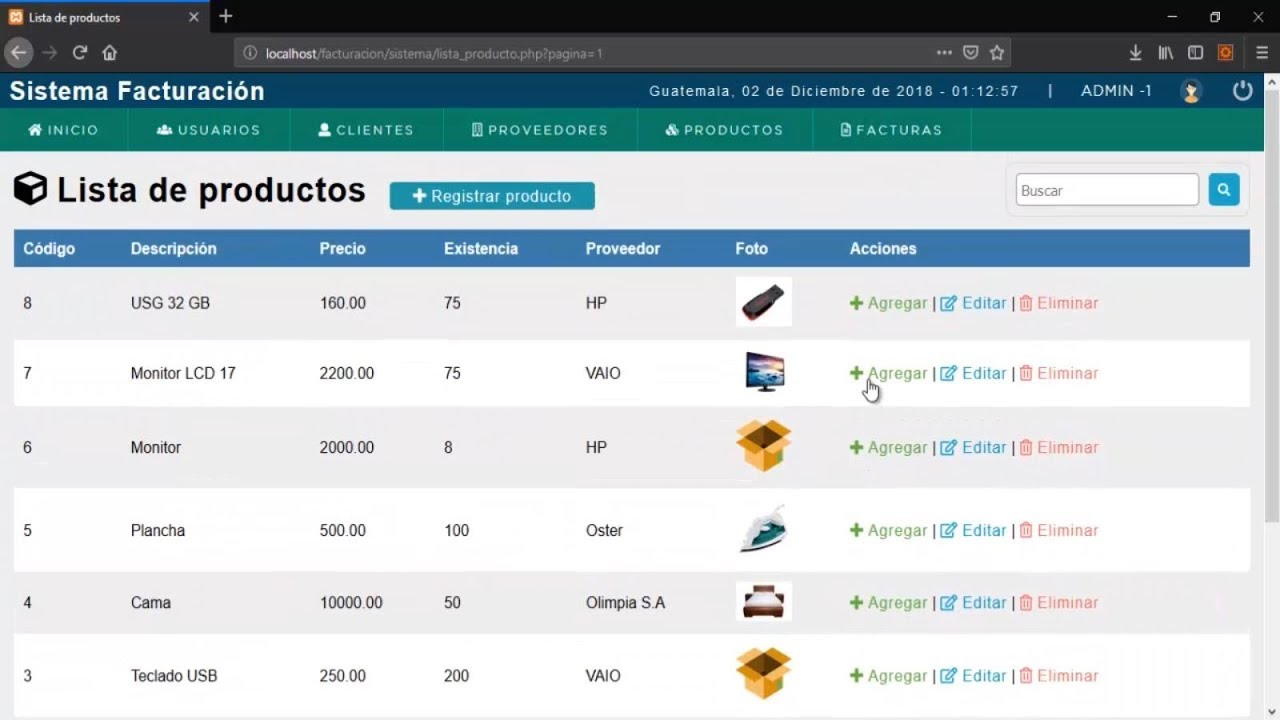 Lista de productos
localhost/facturacion/sistema/lista_producto.php?pagina=1
Sistema Facturación Guatemala, 02 de Diciembre de 2018 - 01:12:57 | ADMIN -1
INICIO USUARIOS CLIENTES PROVEEDORES PRODUCTOS FACTURAS
Lista de productos Registrar producto Buscar
Código Descripción Precio Existencia Proveedor Foto Acciones
8 USG 32 GB 160.00 75 HP Agregar | Editar | Eliminar
7 Monitor LCD 17 2200.00 75 VAIO Agregar | Editar | Eliminar
6 Monitor 2000.00 8 HP Agregar | Editar | Eliminar
5 Plancha 500.00 100 Oster Agregar | Editar | Eliminar
4 Cama 10000.00 50 Olimpia S.A Agregar | Editar | Eliminar
3 Teclado USB 250.00 200 VAIO Agregar | Editar | Eliminar